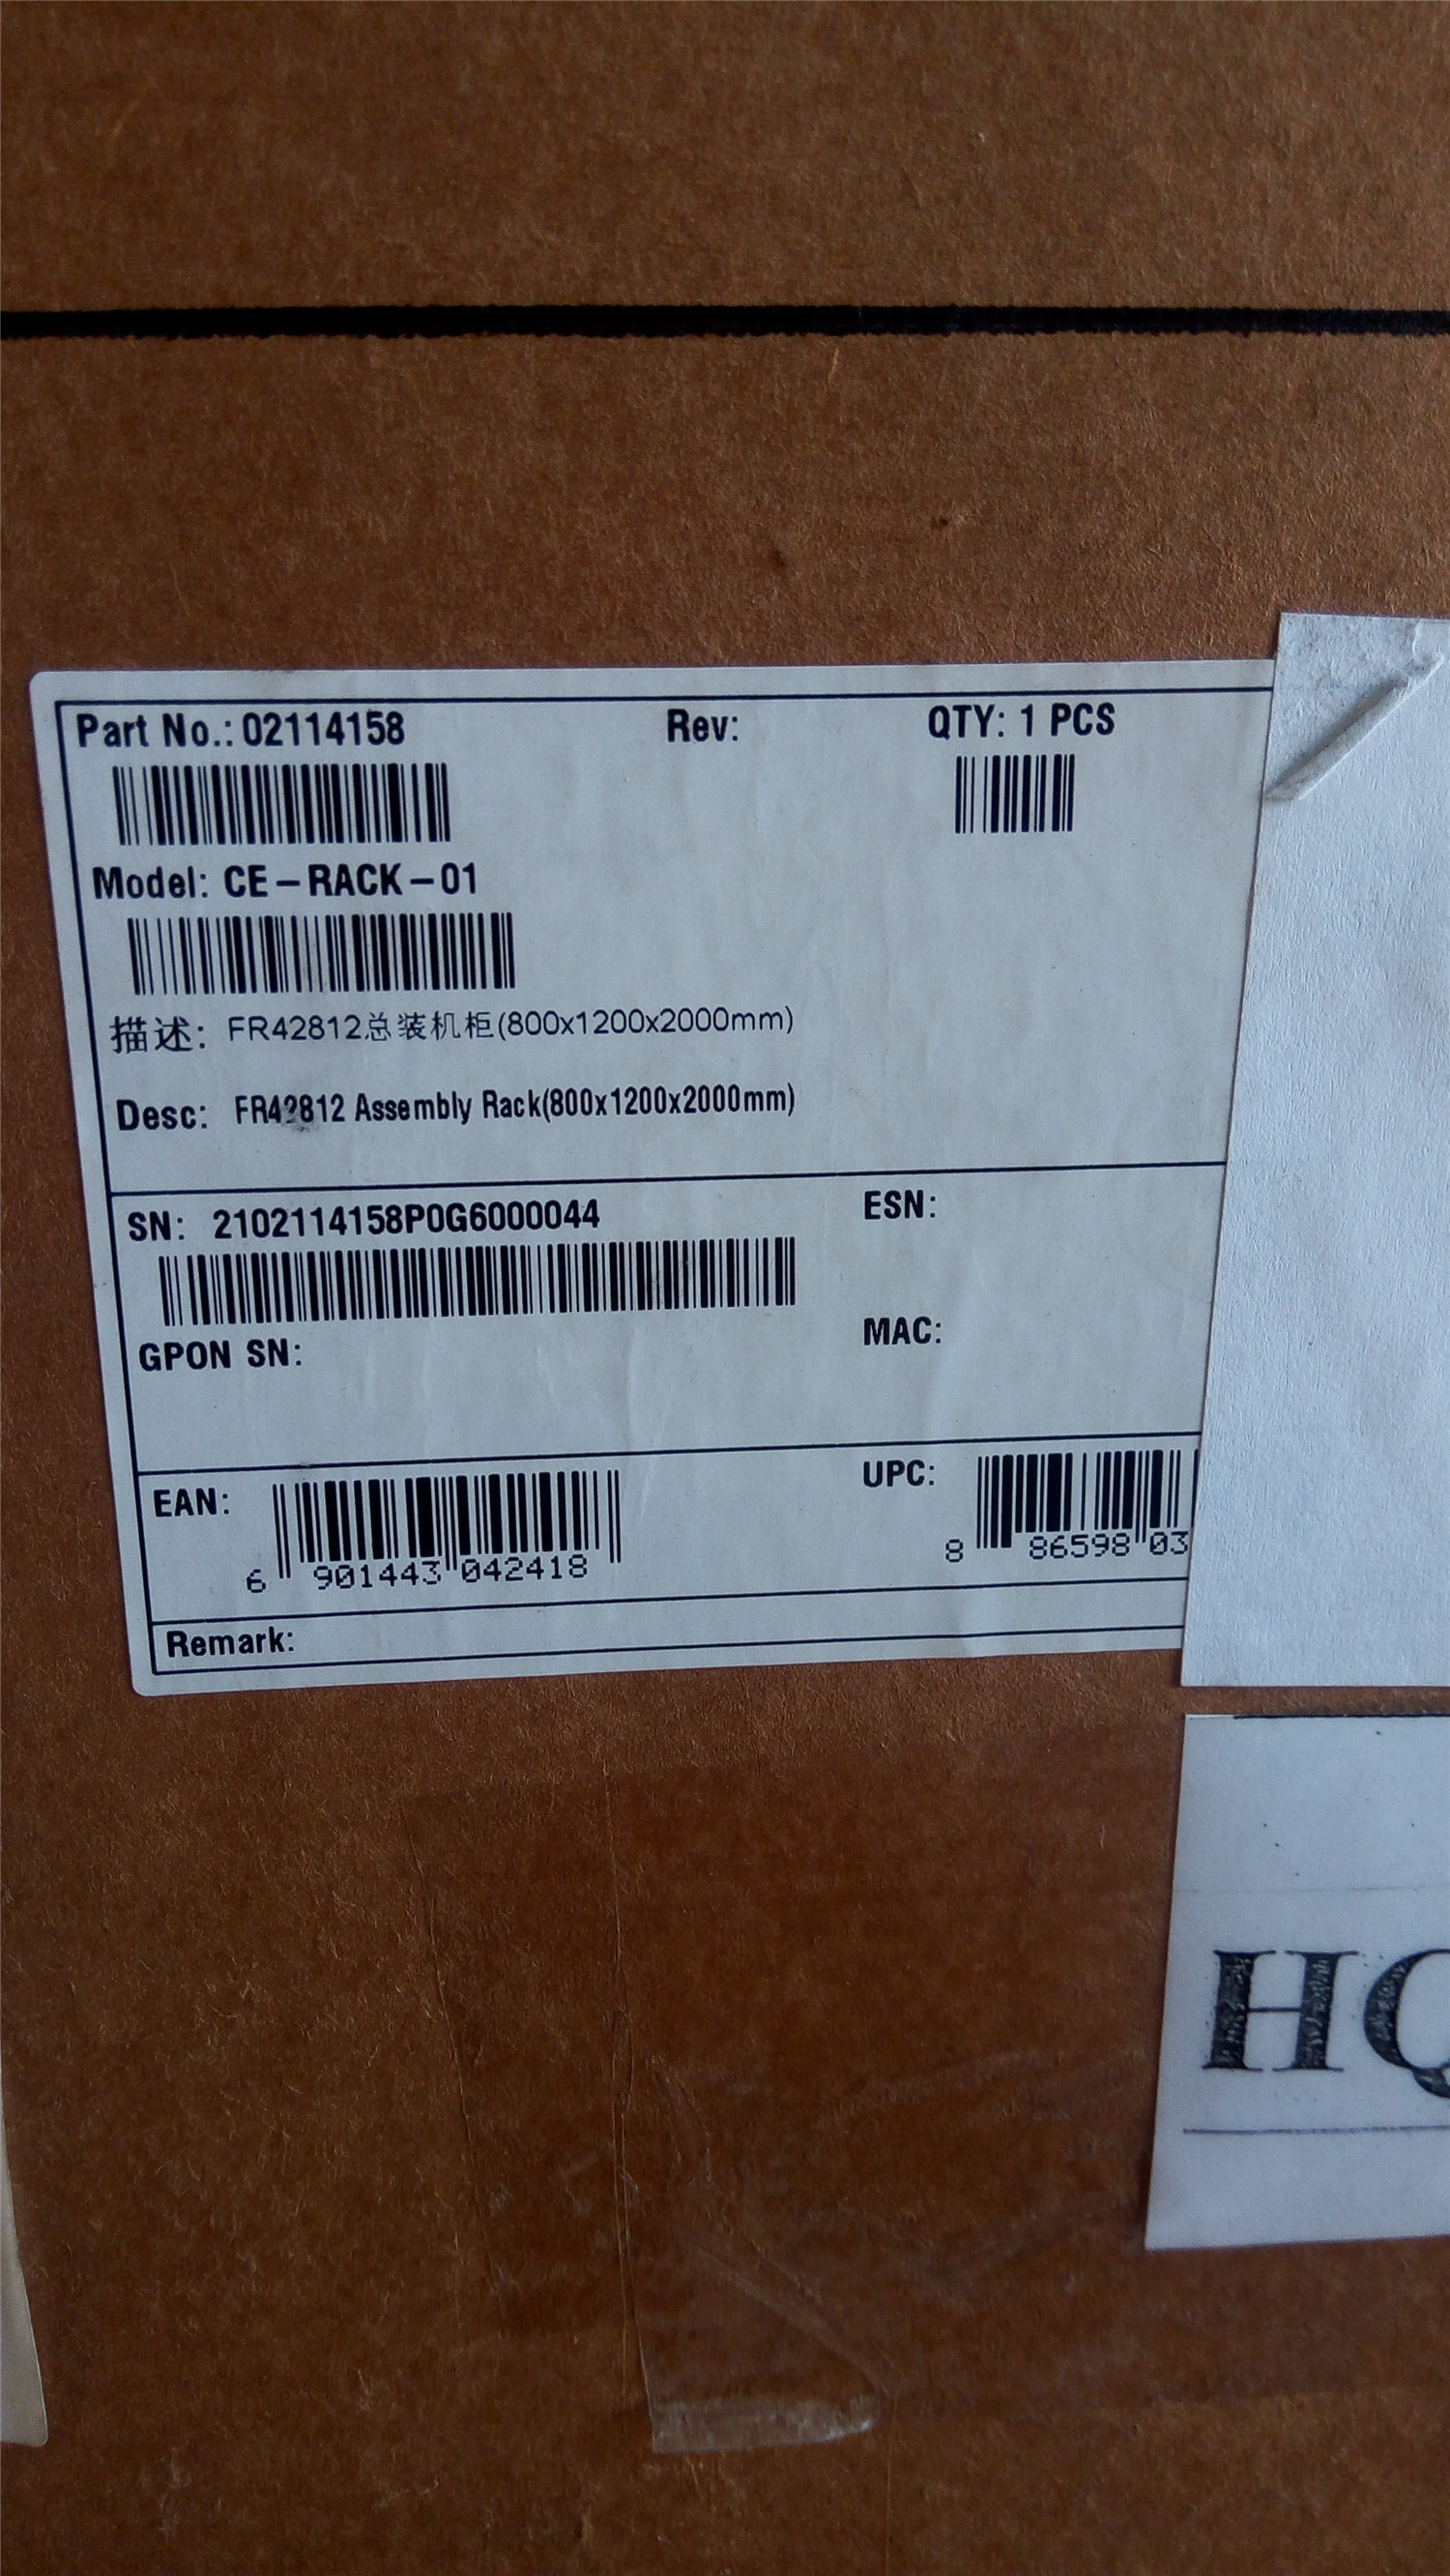 Part No.: 02114158 Rev: QTY: 1 PCS
Model: CE-RACK-01
描述: FR42812总装机柜(800x1200x2000mm)
Desc: FR42812 Assembly Rack(800x1200x2000mm)
SN: 2102114158P0G6000044 ESN:
GPON SN: MAC:
EAN: 6 901443 042418 UPC: 8 86598 03
Remark:
HQ